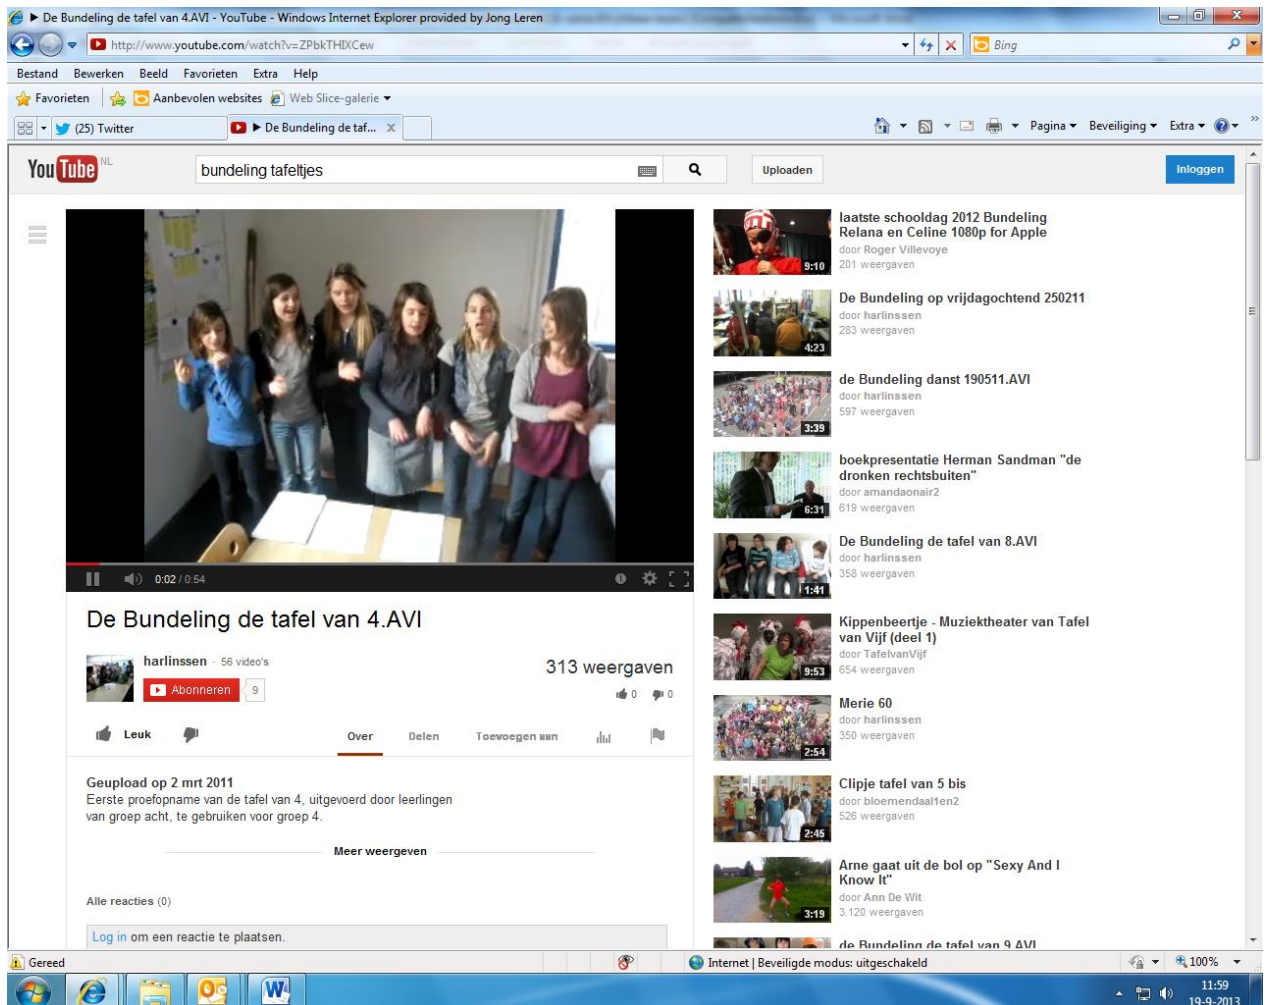 ▶ De Bundeling de tafel van 4.AVI - YouTube - Windows Internet Explorer provided by Jong Leren
http://www.youtube.com/watch?v=ZPbkTHIXCew
Bing
Bestand Bewerken Beeld Favorieten Extra Help
Favorieten Aanbevolen websites Web Slice-galerie
(25) Twitter ▶ De Bundeling de taf... X
Pagina Beveiliging Extra
YouTube NL
bundeling tafeltjes
Uploaden
Inloggen
0:02 / 0:54
De Bundeling de tafel van 4.AVI
harlinssen · 56 video's
Abonneren 9
313 weergaven
0 0
Leuk
Over Delen Toevoegen aan
Geupload op 2 mrt 2011
Eerste proefopname van de tafel van 4, uitgevoerd door leerlingen
van groep acht, te gebruiken voor groep 4.
Meer weergeven
Alle reacties (0)
Log in om een reactie te plaatsen.
9:10
laatste schooldag 2012 Bundeling
Relana en Celine 1080p for Apple
door Roger Villevoye
201 weergaven
4:23
De Bundeling op vrijdagochtend 250211
door harlinssen
283 weergaven
3:39
de Bundeling danst 190511.AVI
door harlinssen
597 weergaven
6:31
boekpresentatie Herman Sandman "de
dronken rechtsbuiten"
door amandaonair2
619 weergaven
1:41
De Bundeling de tafel van 8.AVI
door harlinssen
358 weergaven
9:53
Kippenbeertje - Muziektheater van Tafel
van Vijf (deel 1)
door TafelvanVijf
654 weergaven
2:54
Merie 60
door harlinssen
350 weergaven
2:45
Clipje tafel van 5 bis
door bloemendaal1en2
526 weergaven
3:19
Arne gaat uit de bol op "Sexy And I
Know It"
door Ann De Wit
3.120 weergaven
de Bundeling de tafel van 9.AVI
Gereed
Internet | Beveiligde modus: uitgeschakeld
100%
11:59
19-9-2013